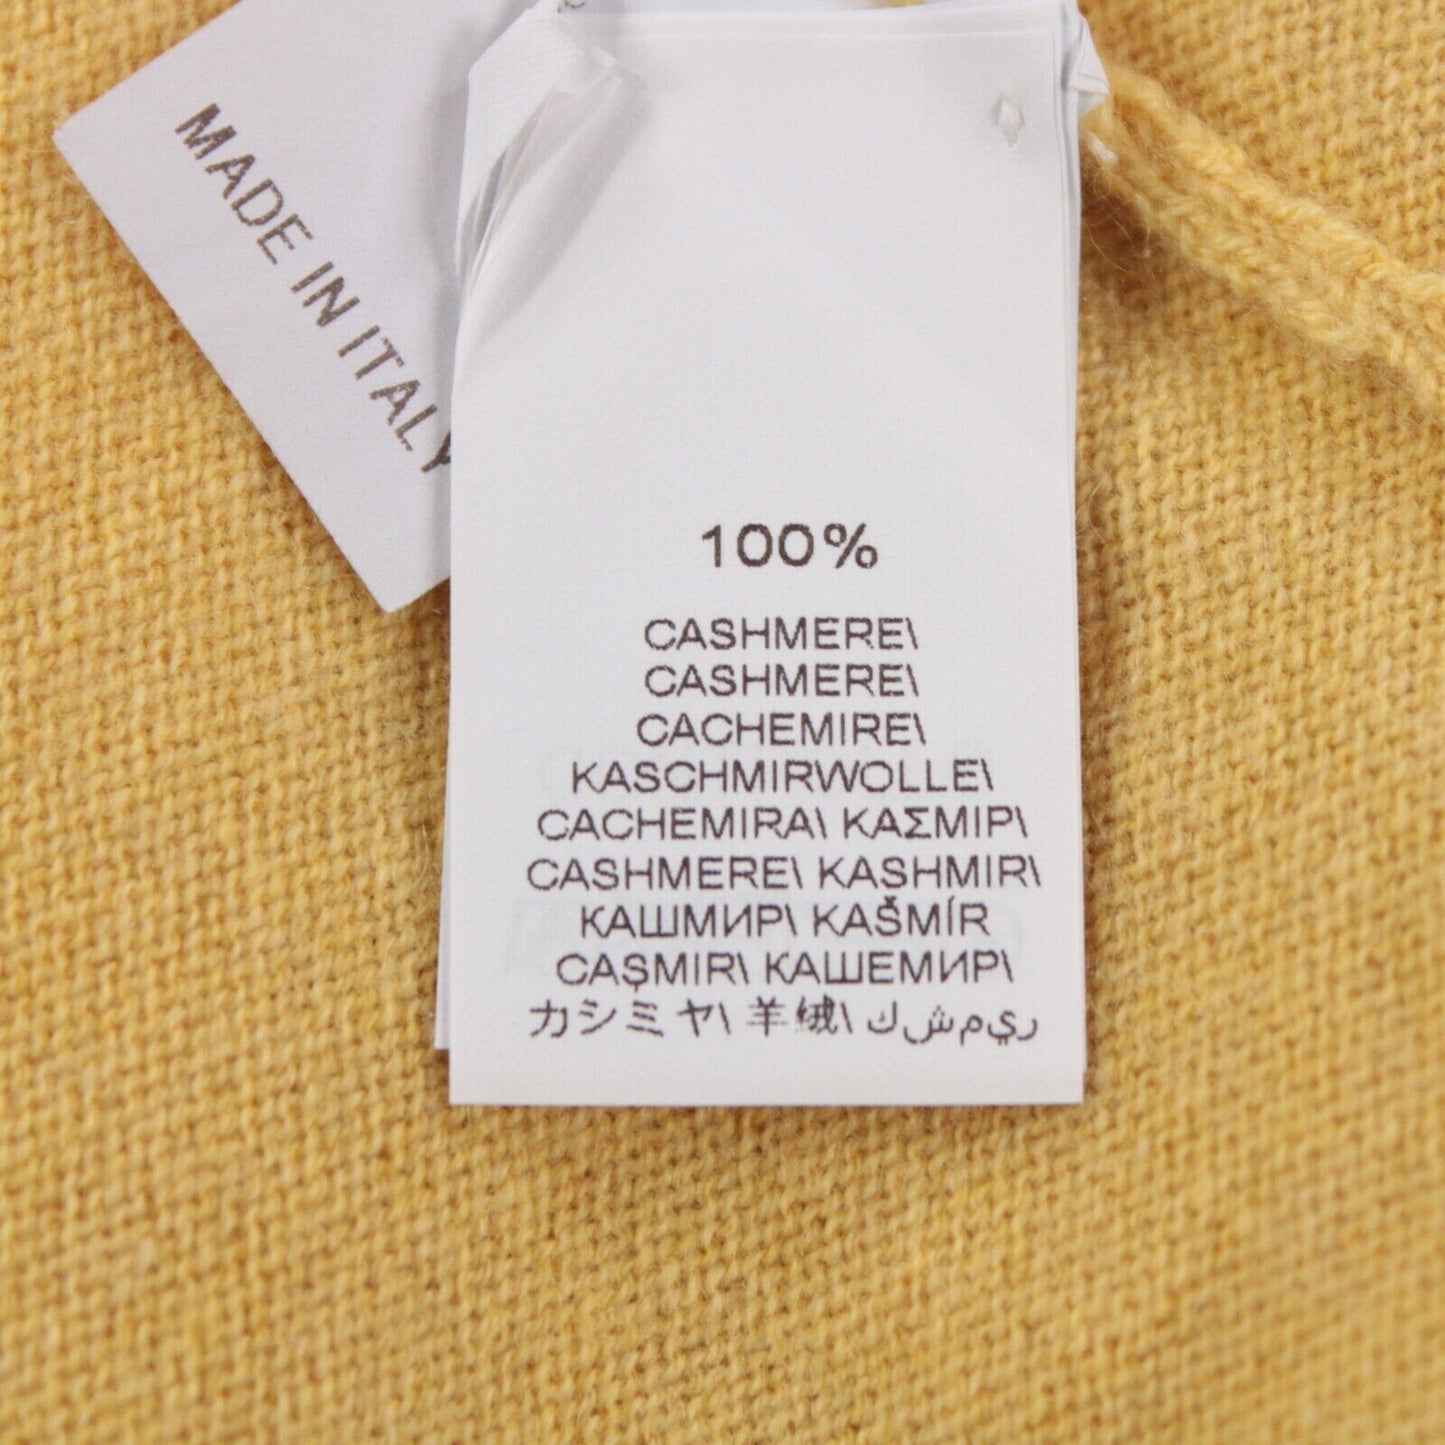 MADE IN ITALY
100%
CASHMERE\
CASHMERE\
CACHEMIRE\
KASCHMIRWOLLE\
CACHEMIRA\ ΚΑΣΜΙΡ\
CASHMERE\ KASHMIR\
КАШМИР\ KAŠMÍR
CAŞMIR\ КАШЕМИР\
カシミヤ\ 羊绒\ كشمير